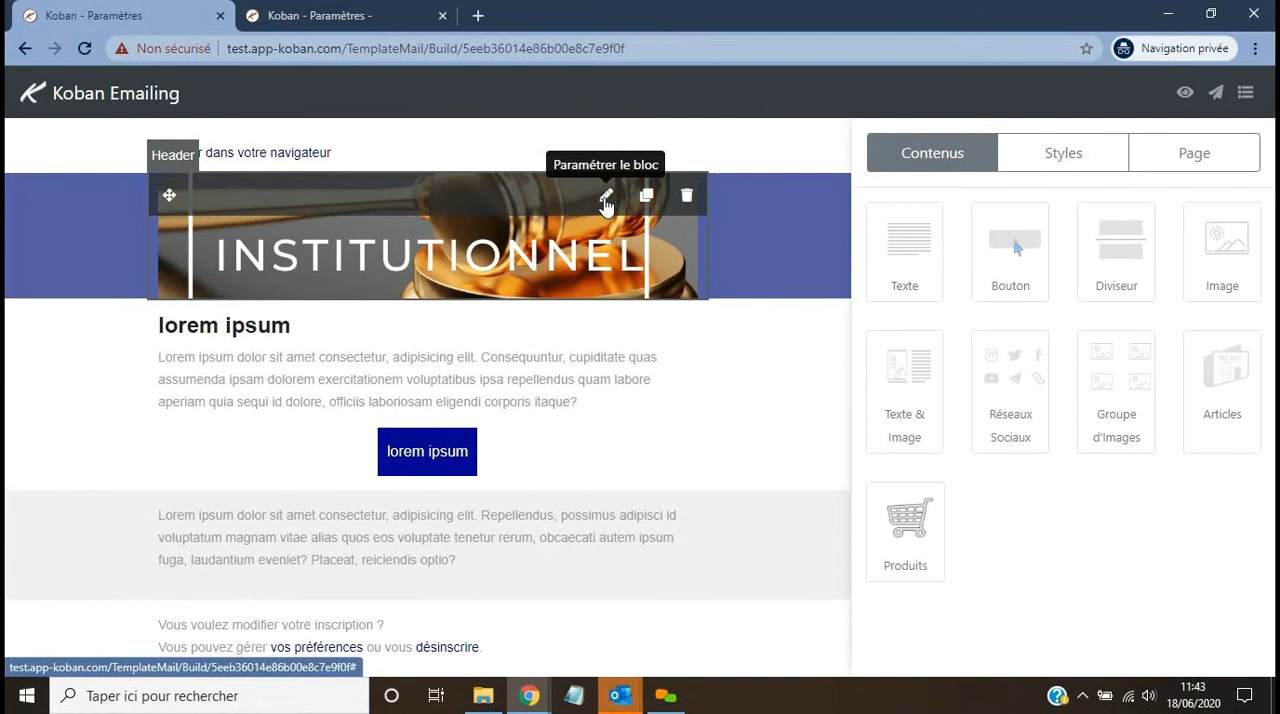 Koban - Paramètres
Koban - Paramètres -
Non sécurisé
test.app-koban.com/TemplateMail/Build/5eeb36014e86b00e8c7e9f0f
Navigation privée
Koban Emailing
Header
r dans votre navigateur
Paramétrer le bloc
INSTITUTIONNEL
lorem ipsum
Lorem ipsum dolor sit amet consectetur, adipisicing elit. Consequuntur, cupiditate quas
assumenda ipsam dolorem exercitationem voluptatibus ipsa repellendus quam labore
aperiam quia sequi id dolore, officiis laboriosam eligendi corporis itaque?
lorem ipsum
Lorem ipsum dolor sit amet consectetur, adipisicing elit. Repellendus, possimus adipisci id
voluptatum magnam vitae alias quos eos voluptate tenetur rerum, obcaecati autem ipsum
fuga, laudantium eveniet? Placeat, reiciendis optio?
Vous voulez modifier votre inscription ?
Vous pouvez gérer vos préférences ou vous désinscrire.
test.app-koban.com/TemplateMail/Build/5eeb36014e86b00e8c7e9f0f#
Contenus
Styles
Page
Texte
Bouton
Diviseur
Image
Texte &
Image
Réseaux
Sociaux
Groupe
d'Images
NEWS
Articles
Produits
Taper ici pour rechercher
11:43
18/06/2020